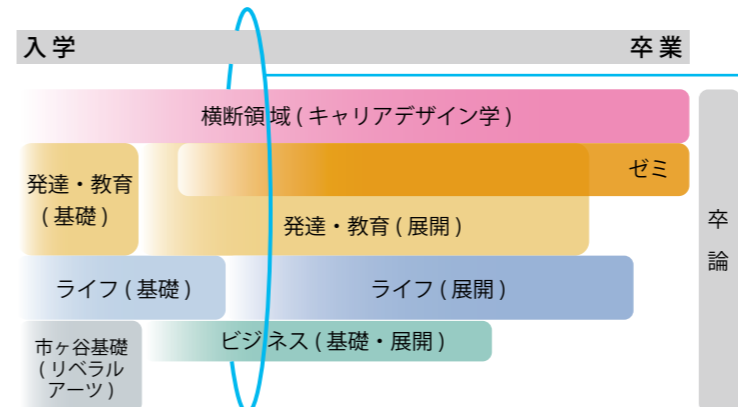 入学
卒業
横断領域 ( キャリアデザイン学 )
ゼミ
発達・教育
( 基礎 )
発達・教育 ( 展開 )
卒
論
ライフ ( 基礎 )
ライフ ( 展開 )
ビジネス ( 基礎・展開 )
市ヶ谷基礎
( リベラル
アーツ )